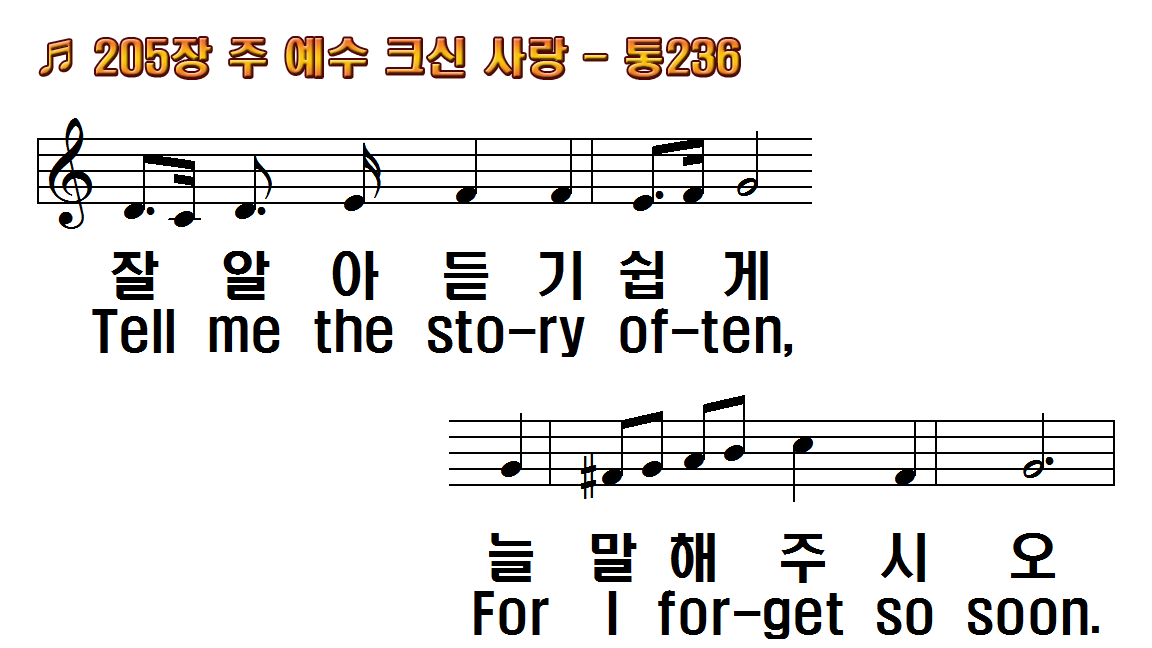 ♬ 205장 주 예수 크신 사랑 - 통236
잘 알 아 듣 기 쉽 게
Tell me the sto-ry of-ten,
늘 말 해 주 시 오
For I for-get so soon.